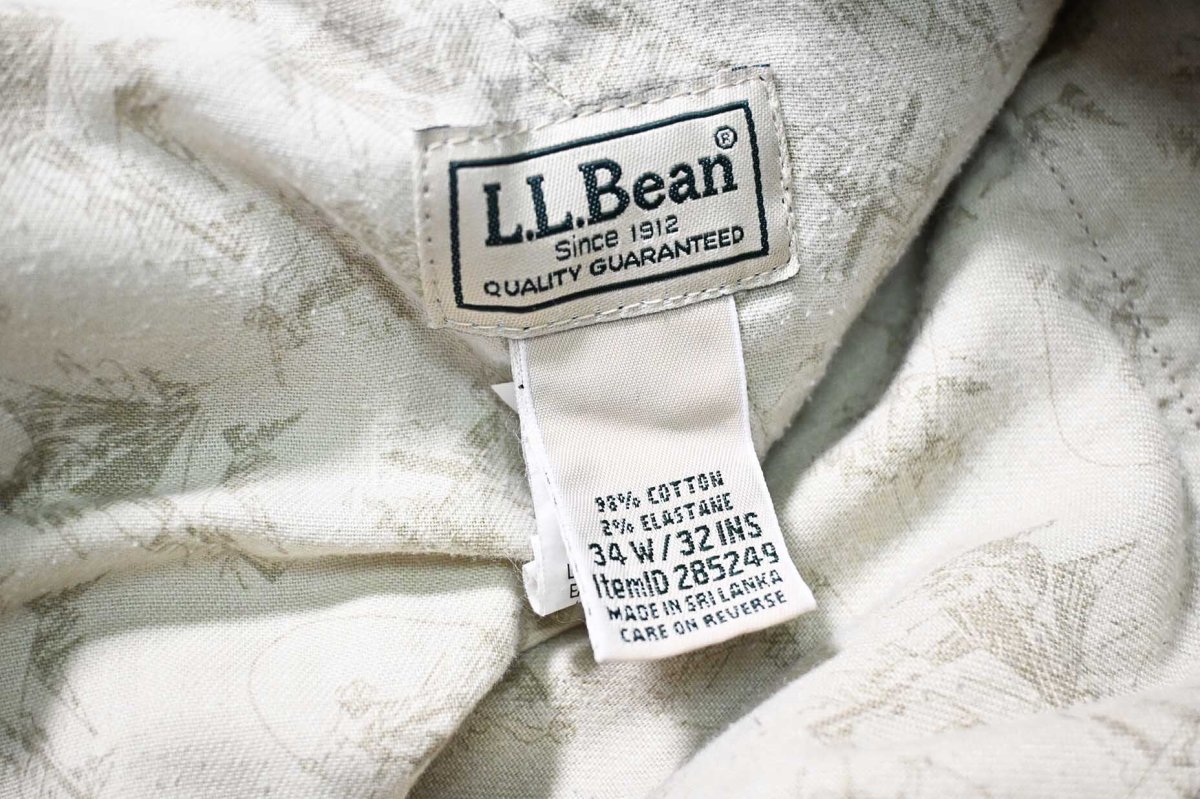 L.L.Bean®
Since 1912
QUALITY GUARANTEED
98% COTTON
2% ELASTANE
34 W/32 INS
ItemID 285249
MADE IN SRI LANKA
CARE ON REVERSE